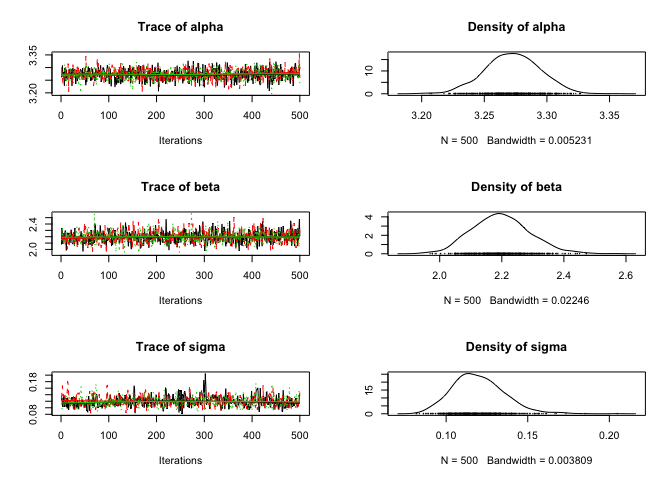 Trace of alpha
3.20 3.35
0 100 200 300 400 500
Iterations
Density of alpha
0 10
3.20 3.25 3.30 3.35
N = 500 Bandwidth = 0.005231
Trace of beta
2.0 2.4
0 100 200 300 400 500
Iterations
Density of beta
0 2 4
2.0 2.2 2.4 2.6
N = 500 Bandwidth = 0.02246
Trace of sigma
0.08 0.18
0 100 200 300 400 500
Iterations
Density of sigma
0 15
0.10 0.15 0.20
N = 500 Bandwidth = 0.003809